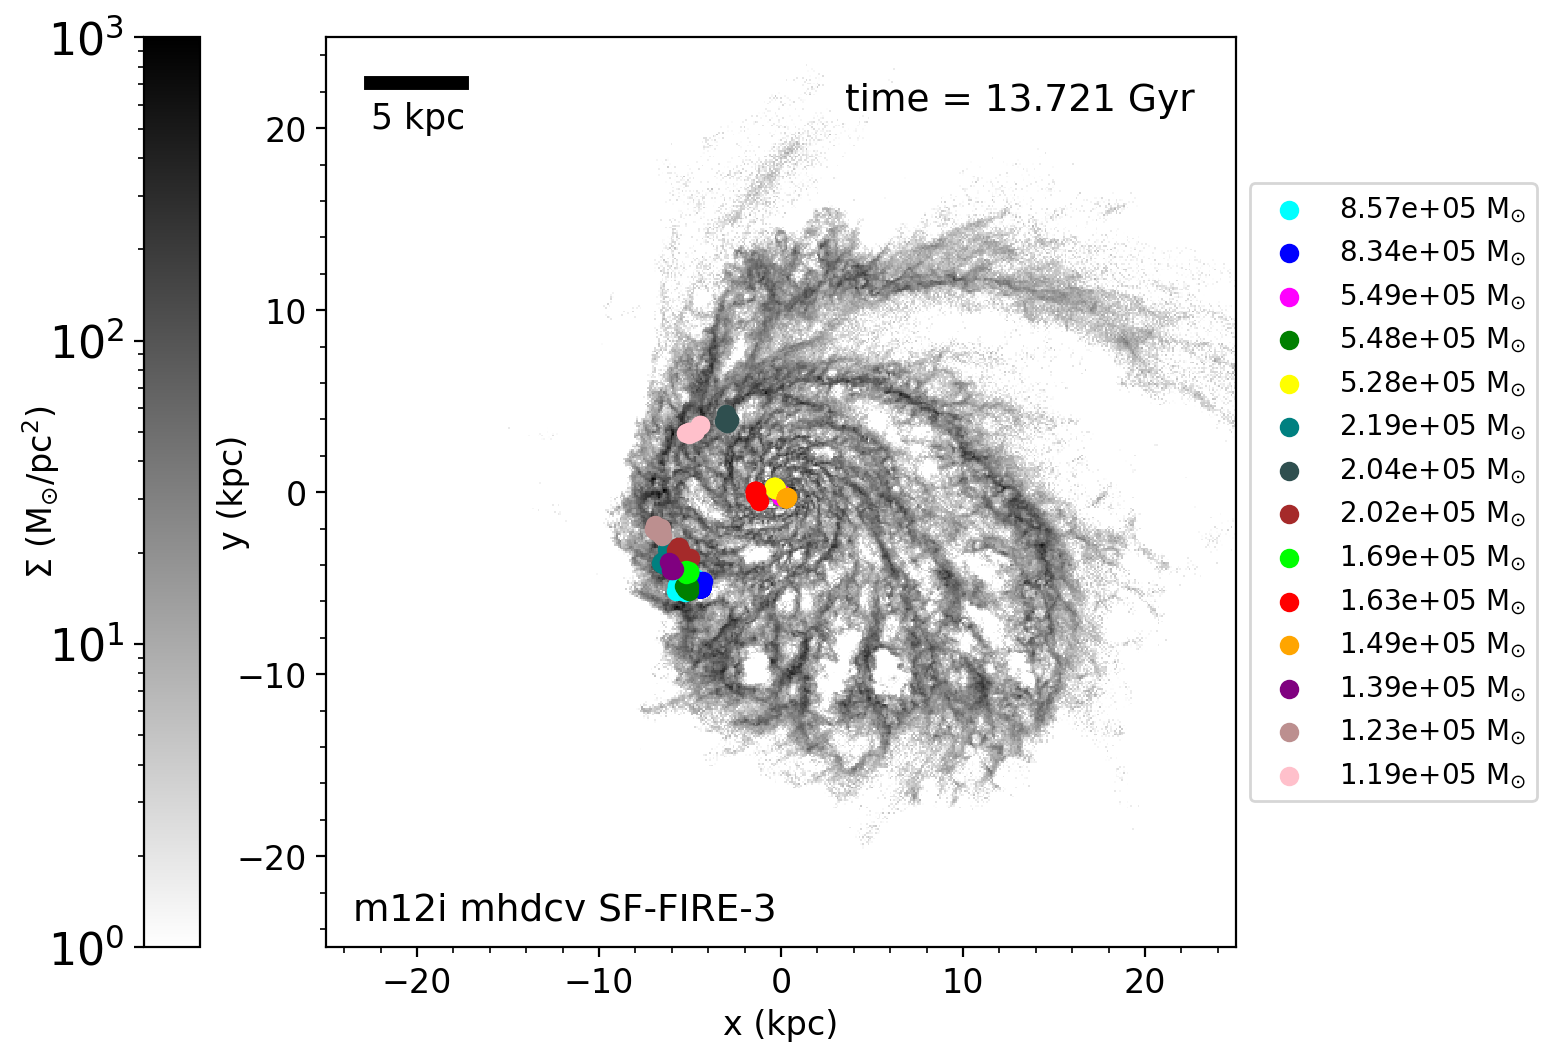 10³
10²
10¹
10⁰
Σ (M⊙/pc²)
y (kpc)
20
10
0
−10
−20
5 kpc
time = 13.721 Gyr
m12i mhdcv SF-FIRE-3
−20 −10 0 10 20
x (kpc)
8.57e+05 M⊙
8.34e+05 M⊙
5.49e+05 M⊙
5.48e+05 M⊙
5.28e+05 M⊙
2.19e+05 M⊙
2.04e+05 M⊙
2.02e+05 M⊙
1.69e+05 M⊙
1.63e+05 M⊙
1.49e+05 M⊙
1.39e+05 M⊙
1.23e+05 M⊙
1.19e+05 M⊙